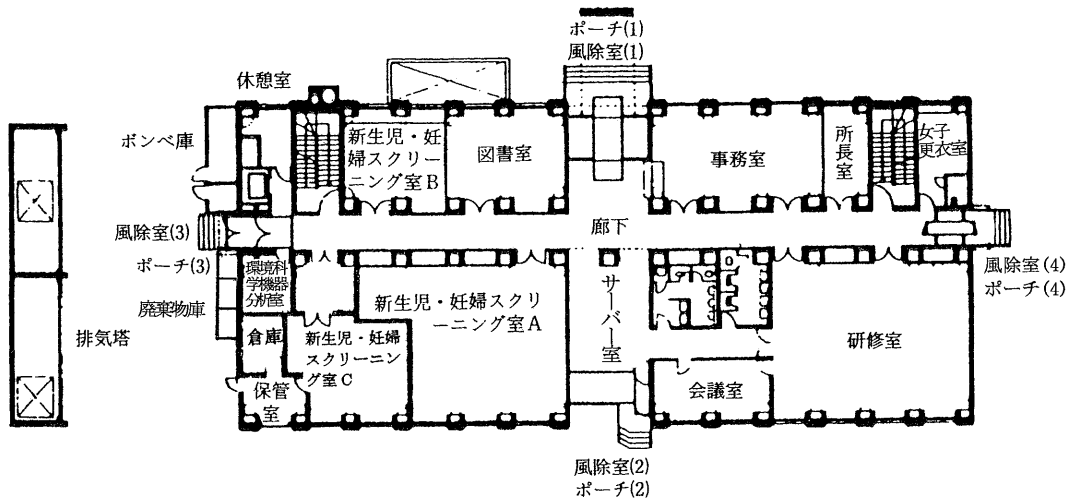 ポーチ(1)
風除室(1)
休憩室
ボンベ庫
新生児・妊
婦スクリー
ニング室B
図書室
事務室
所長室
女子
更衣室
廊下
風除室(3)
ポーチ(3)
環境科
学機器
分析室
廃棄物庫
倉庫
保管
室
新生児・妊婦
スクリーニン
グ室C
新生児・妊婦スクリ
ーニング室A
サーバー室
会議室
研修室
風除室(4)
ポーチ(4)
排気塔
風除室(2)
ポーチ(2)